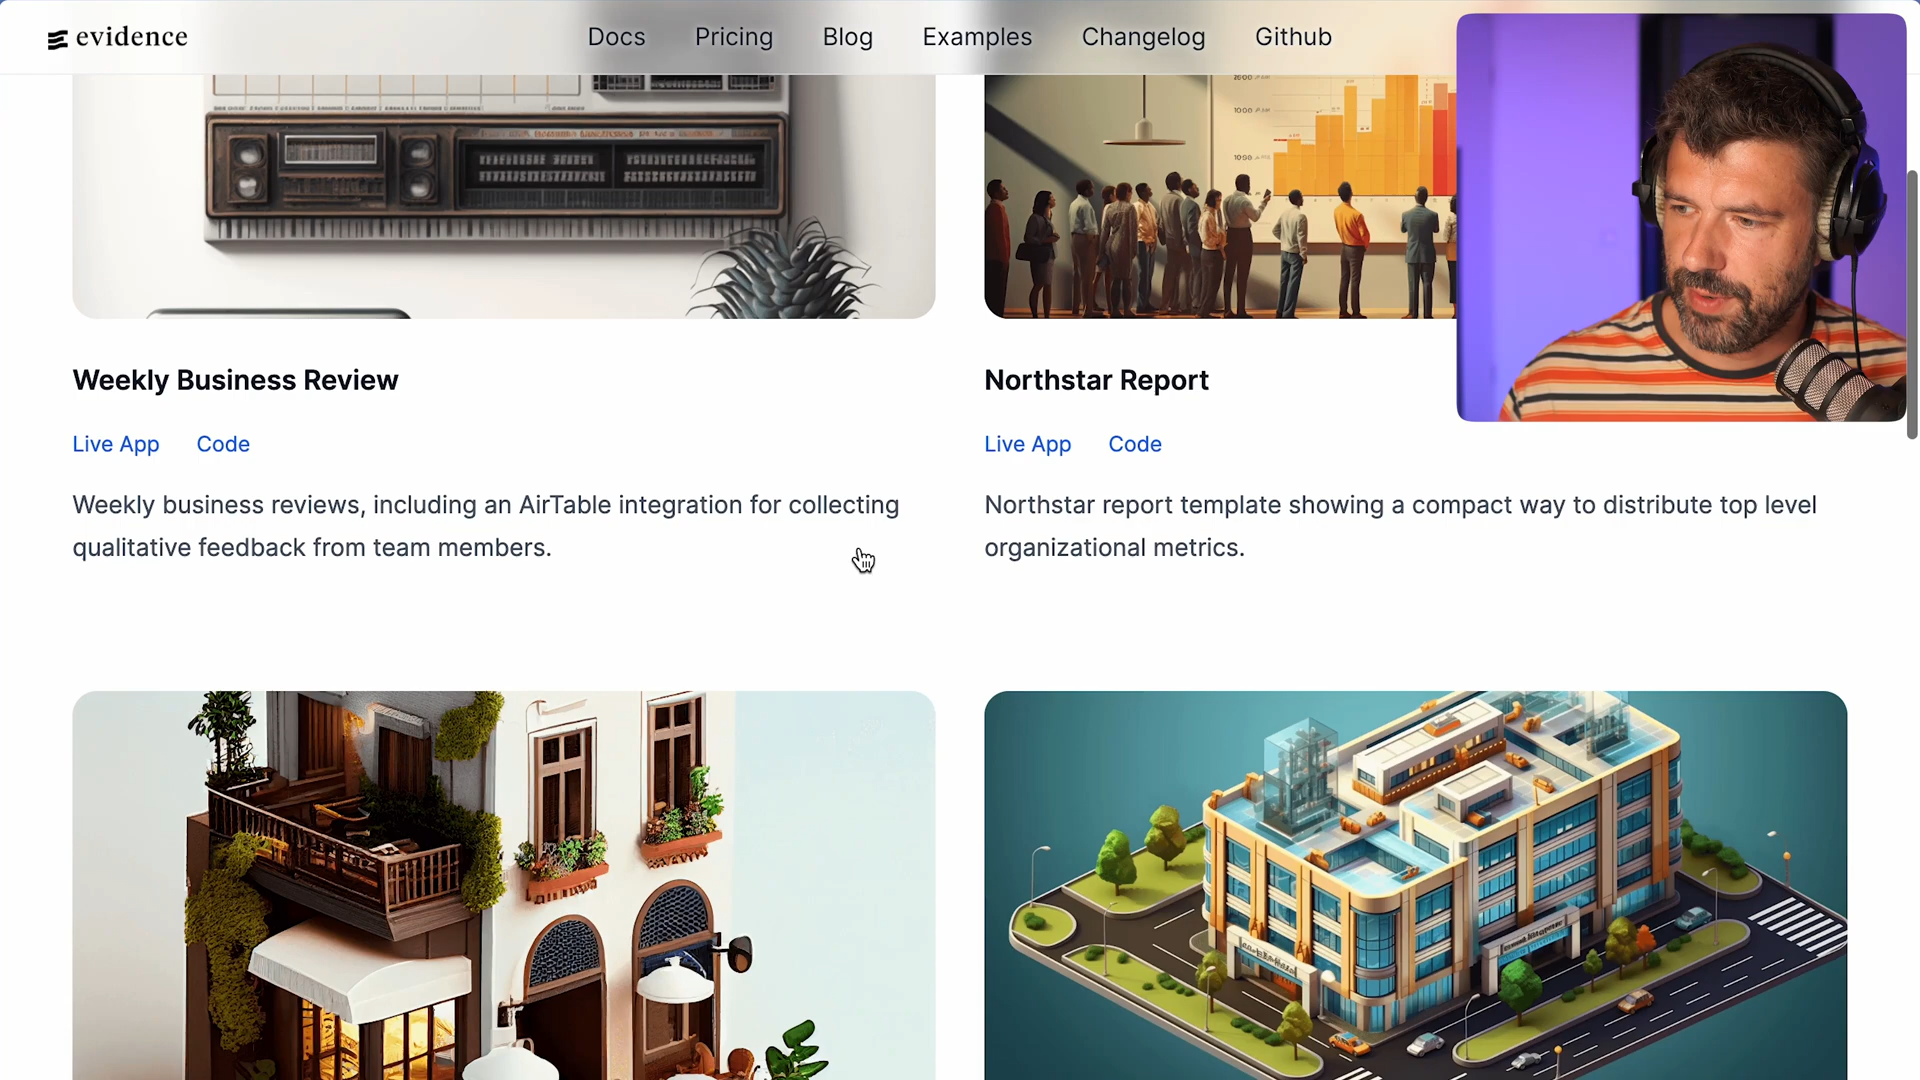 evidence
Docs
Pricing
Blog
Examples
Changelog
Github
Weekly Business Review
Live App
Code
Weekly business reviews, including an AirTable integration for collecting
qualitative feedback from team members.
Northstar Report
Live App
Code
Northstar report template showing a compact way to distribute top level
organizational metrics.